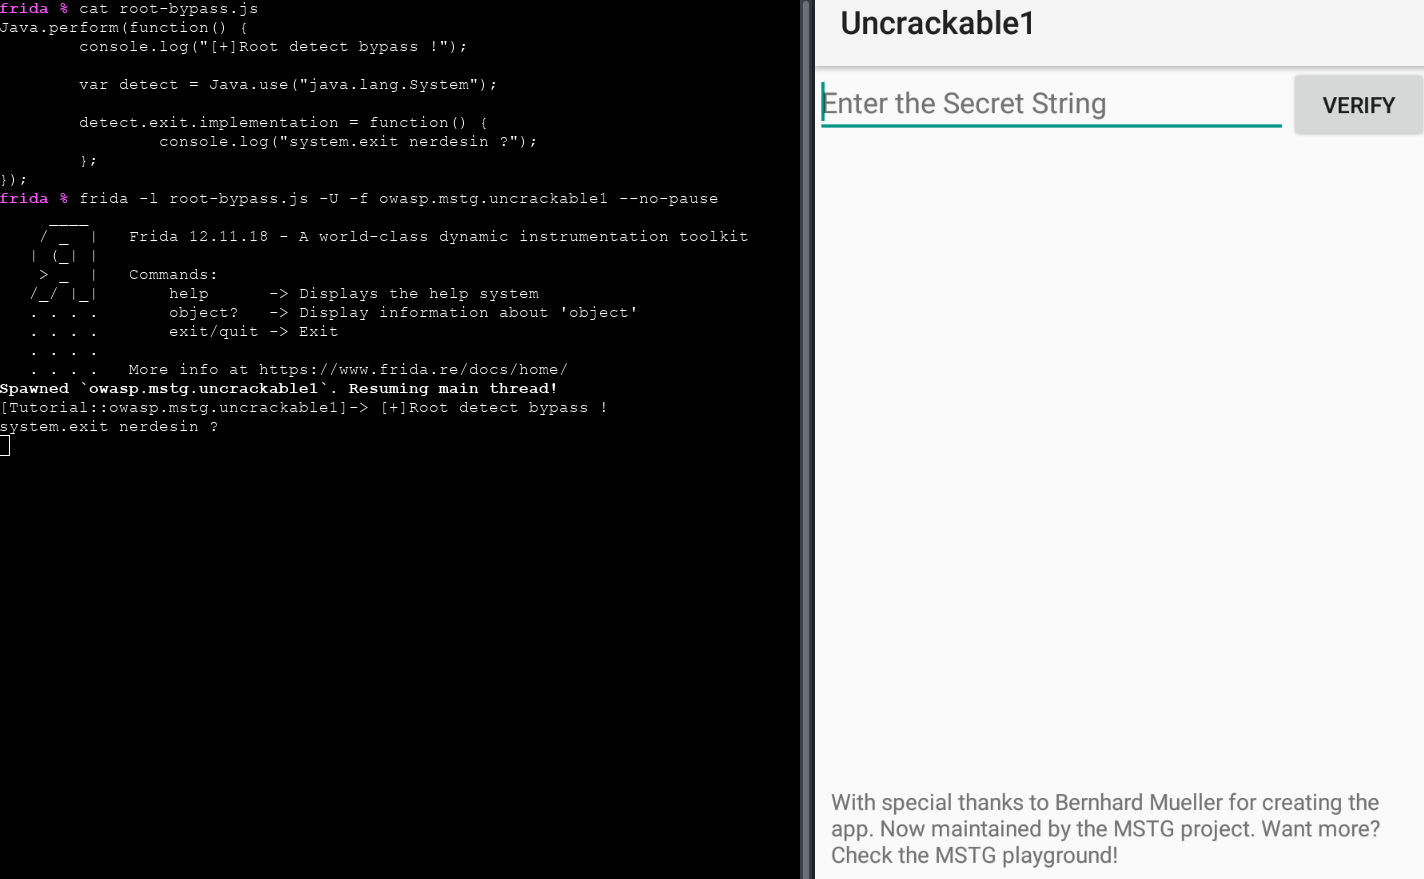 frida % cat root-bypass.js
Java.perform(function() {
        console.log("[+]Root detect bypass !");
        var detect = Java.use("java.lang.System");
        detect.exit.implementation = function() {
                console.log("system.exit nerdesin ?");
        };
});
frida % frida -l root-bypass.js -U -f owasp.mstg.uncrackable1 --no-pause
     ____
    / _  |   Frida 12.11.18 - A world-class dynamic instrumentation toolkit
   | (_| |
    > _  |   Commands:
   /_/ |_|       help      -> Displays the help system
   . . . .       object?   -> Display information about 'object'
   . . . .       exit/quit -> Exit
   . . . .
   . . . .   More info at https://www.frida.re/docs/home/
Spawned `owasp.mstg.uncrackable1`. Resuming main thread!
[Tutorial::owasp.mstg.uncrackable1]-> [+]Root detect bypass !
system.exit nerdesin ?
Uncrackable1
Enter the Secret String
VERIFY
With special thanks to Bernhard Mueller for creating the
app. Now maintained by the MSTG project. Want more?
Check the MSTG playground!